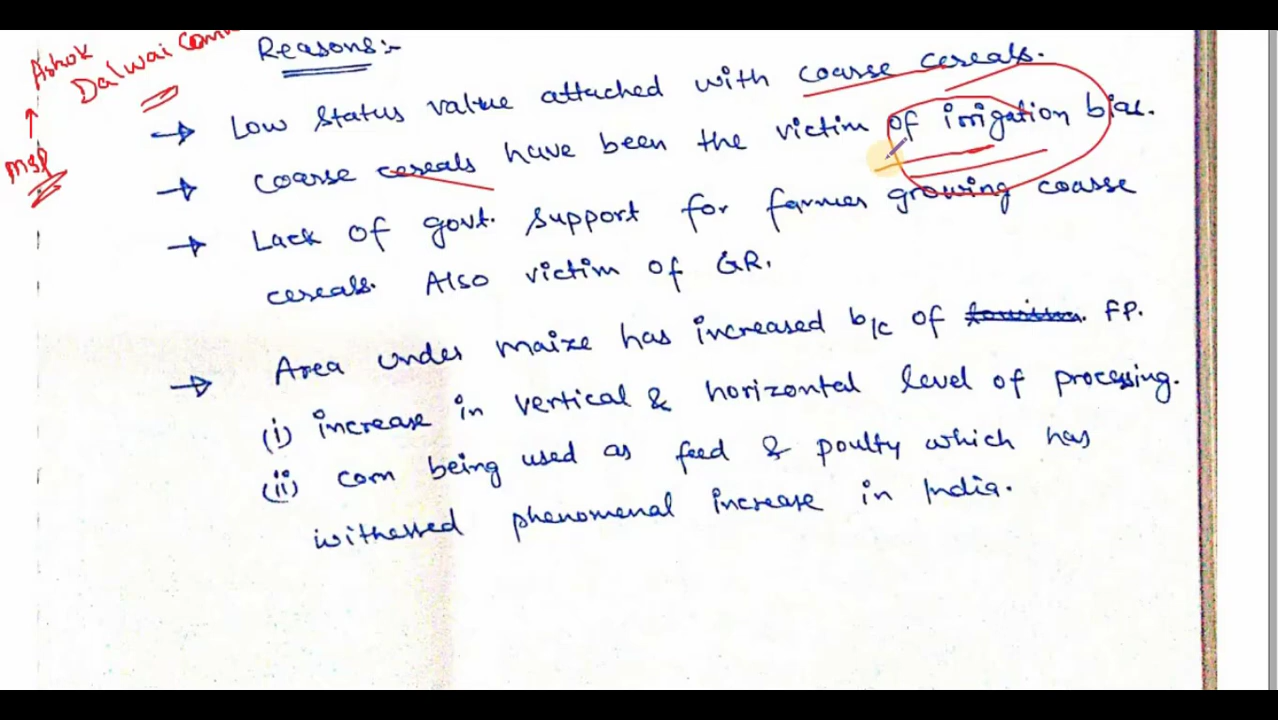 Ashok
Dalwai Comm
MSP
Reasons:-
→ Low status value attached with coarse cereals.
→ Coarse cereals have been the victim of irrigation bias.
→ Lack of govt. support for farmer growing coasse
cereals. Also victim of GR.
→ Area under maize has increased b/c of FP.
(i) increase in vertical & horizontal level of processing.
(ii) corn being used as feed & poulty which has
witnessed phenomenal increase in India.